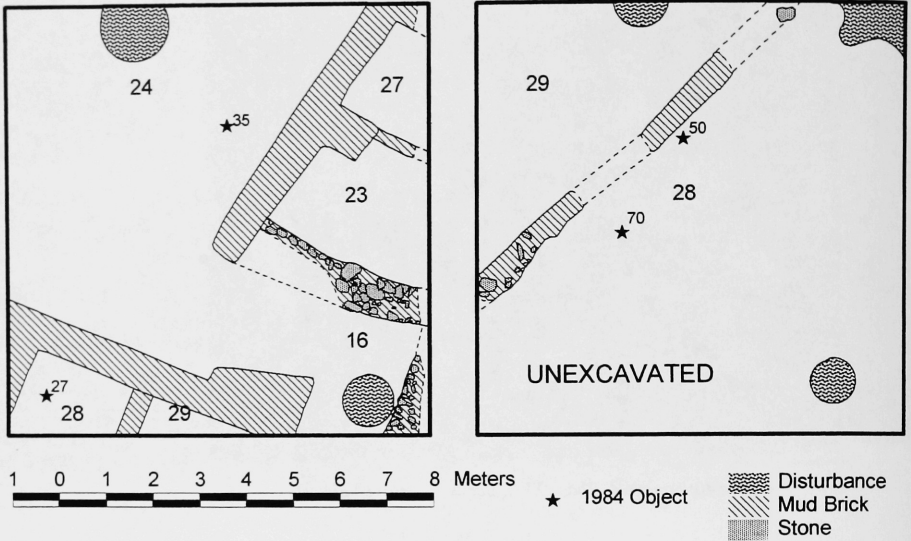 24
35
27
23
16
27
28
29
29
50
28
70
UNEXCAVATED
1 0 1 2 3 4 5 6 7 8 Meters
1984 Object
Disturbance
Mud Brick
Stone